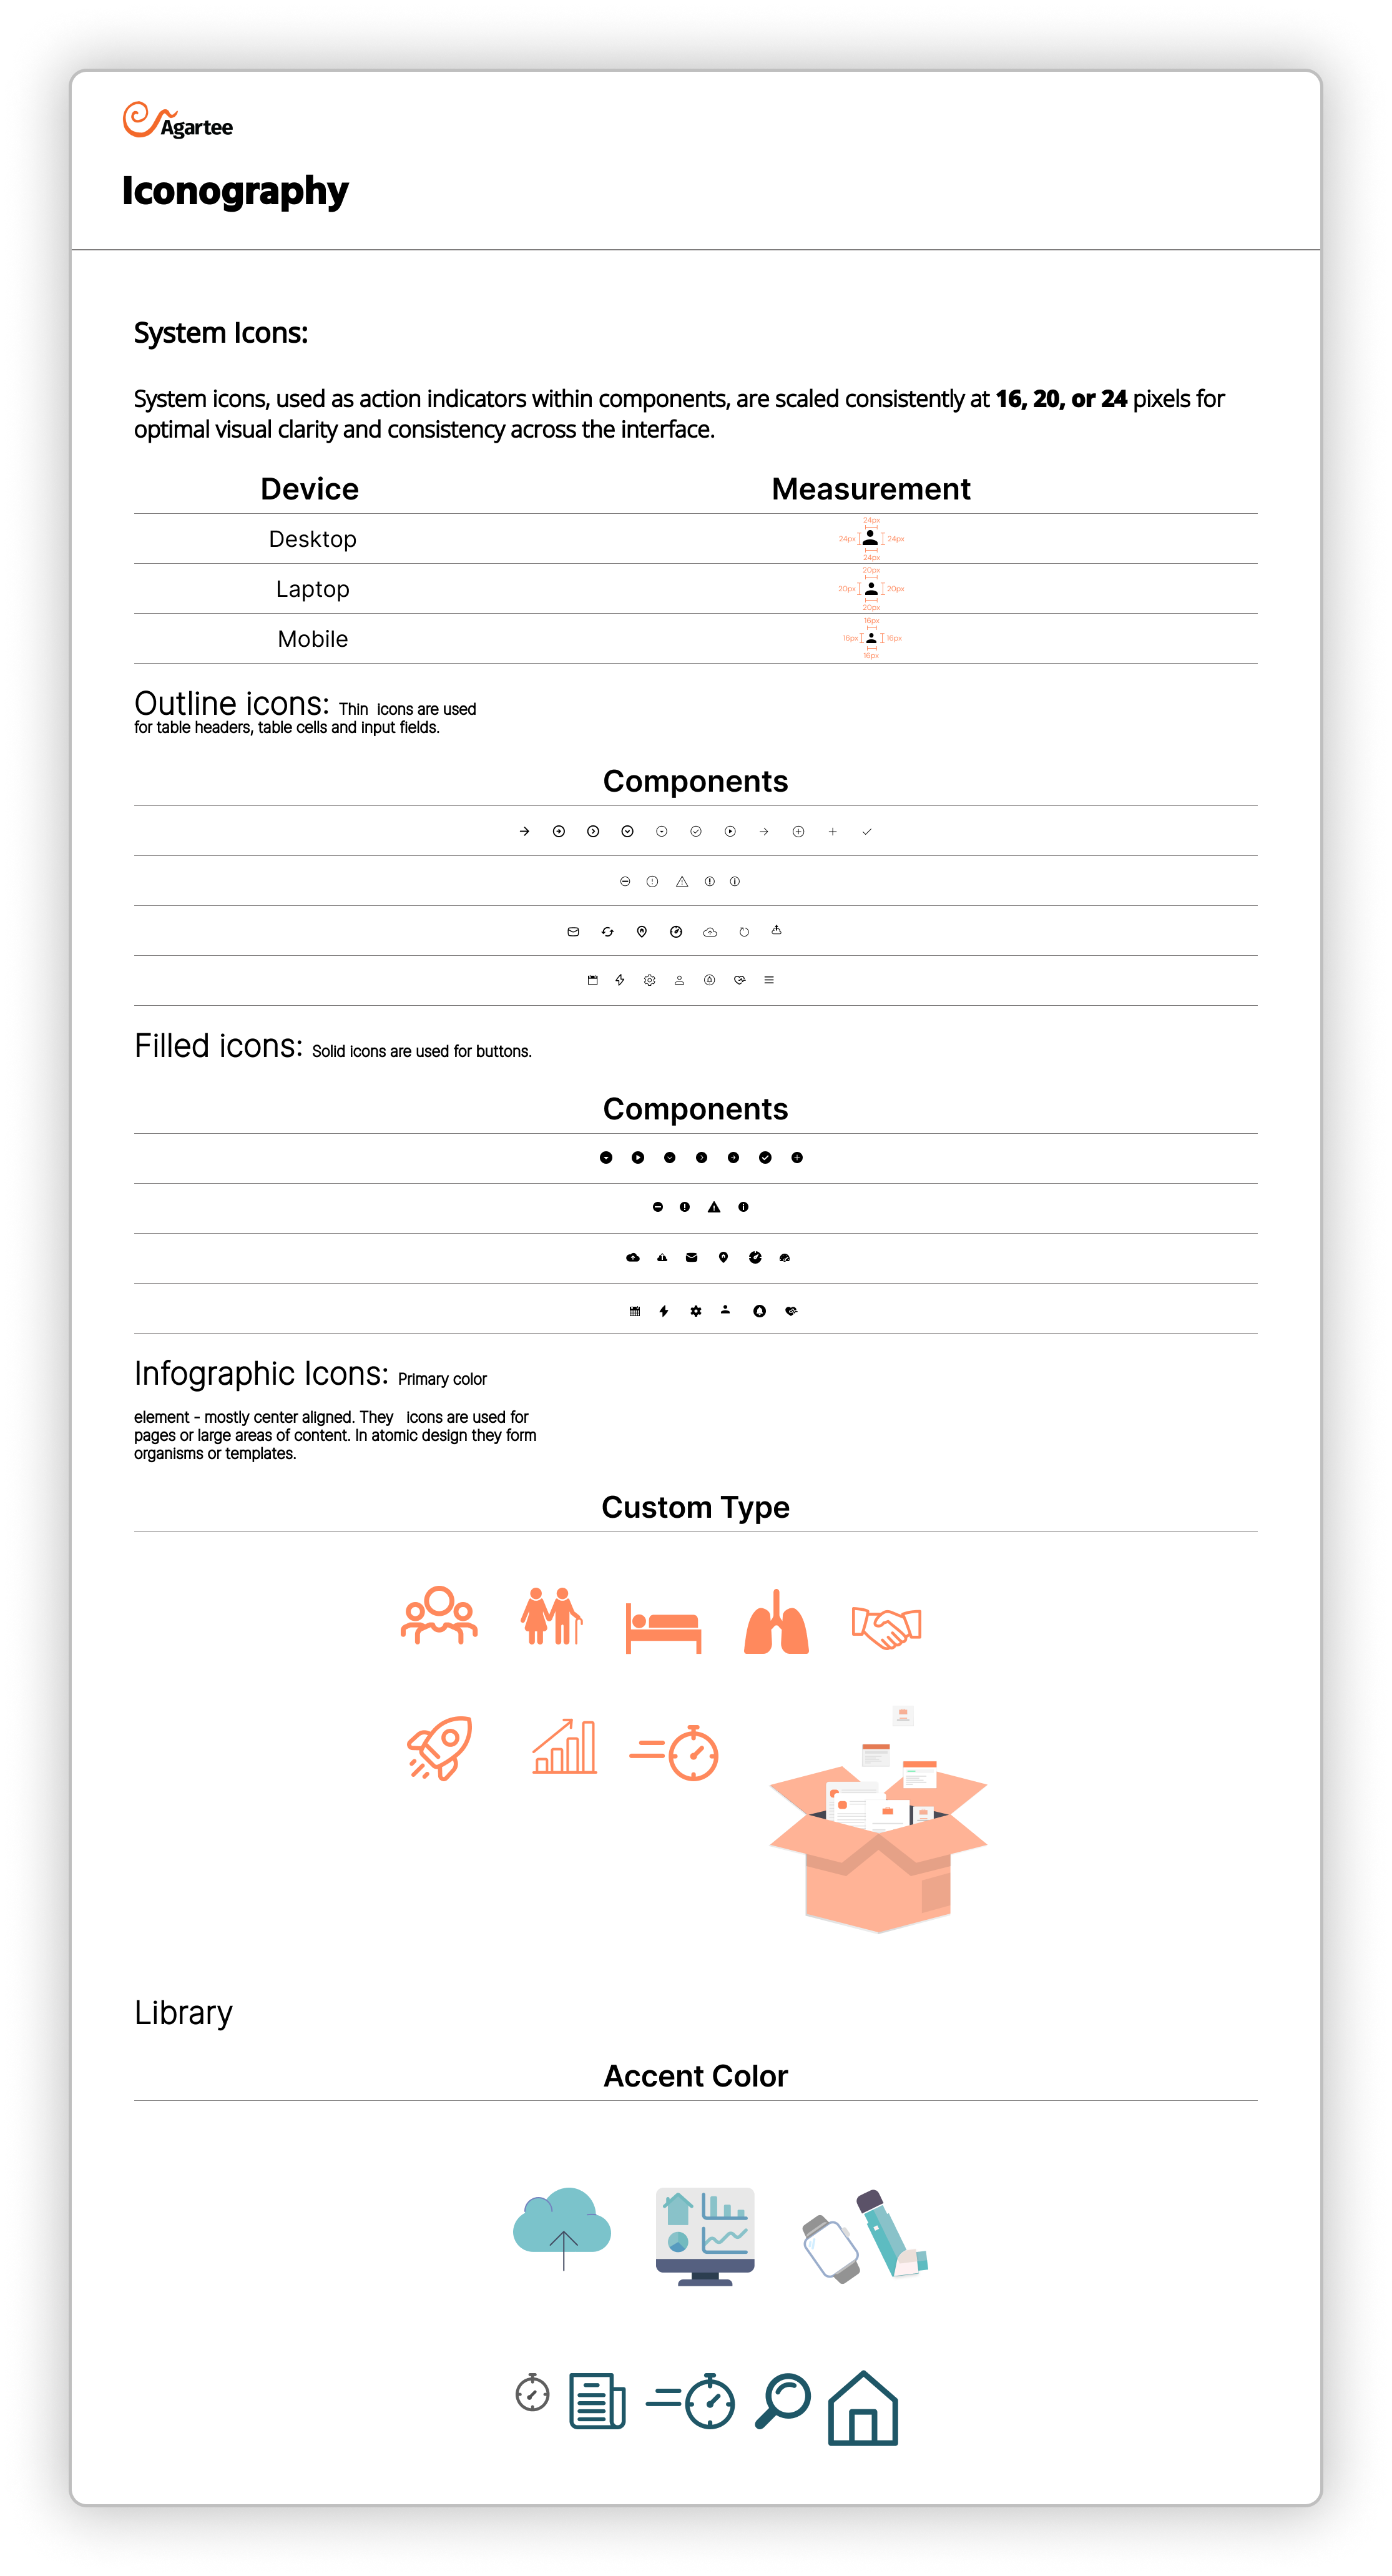 Agartee
Iconography
System Icons:
System icons, used as action indicators within components, are scaled consistently at 16, 20, or 24 pixels for
optimal visual clarity and consistency across the interface.
Device Measurement
24px
Desktop 24px 24px
24px
20px
Laptop 20px 20px
20px
16px
Mobile 16px 16px
16px
Outline icons: Thin icons are used
for table headers, table cells and input fields.
Components
Filled icons: Solid icons are used for buttons.
Components
Infographic Icons: Primary color
element - mostly center aligned. They icons are used for
pages or large areas of content. In atomic design they form
organisms or templates.
Custom Type
Library
Accent Color